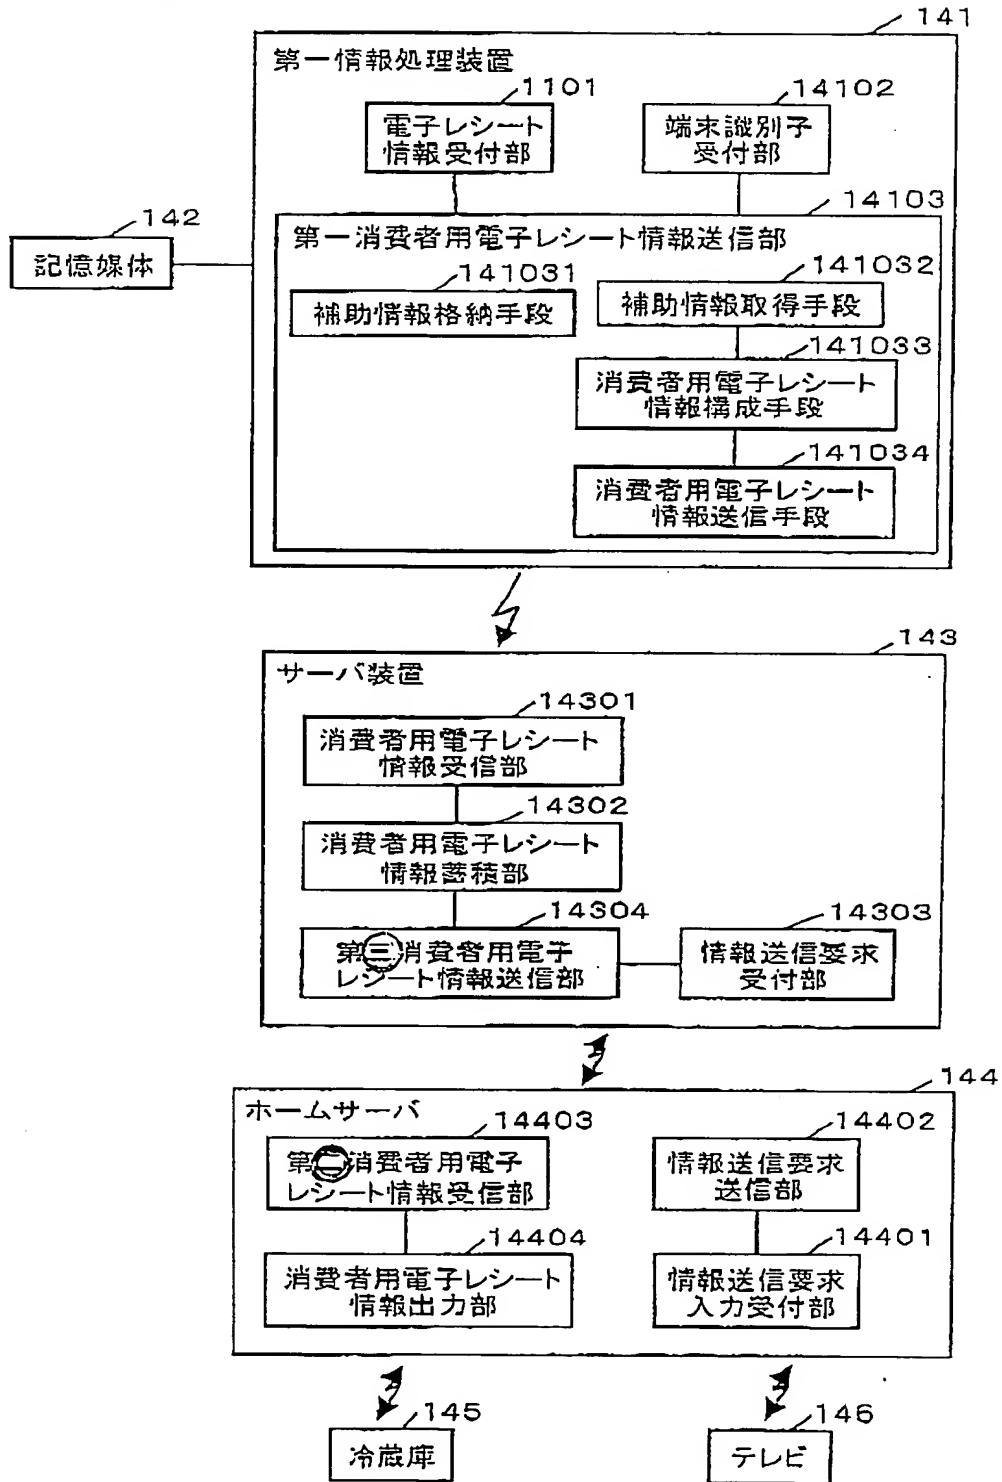 141
第一情報処理装置
1101
電子レシート
情報受付部
14102
端末識別子
受付部
142
記憶媒体
14103
第一消費者用電子レシート情報送信部
141031
補助情報格納手段
141032
補助情報取得手段
141033
消費者用電子レシート
情報構成手段
141034
消費者用電子レシート
情報送信手段
143
サーバ装置
14301
消費者用電子レシート
情報受信部
14302
消費者用電子レシート
情報蓄積部
14304
第三消費者用電子
レシート情報送信部
14303
情報送信要求
受付部
144
ホームサーバ
14403
第二消費者用電子
レシート情報受信部
14402
情報送信要求
送信部
14404
消費者用電子レシート
情報出力部
14401
情報送信要求
入力受付部
145
冷蔵庫
146
テレビ